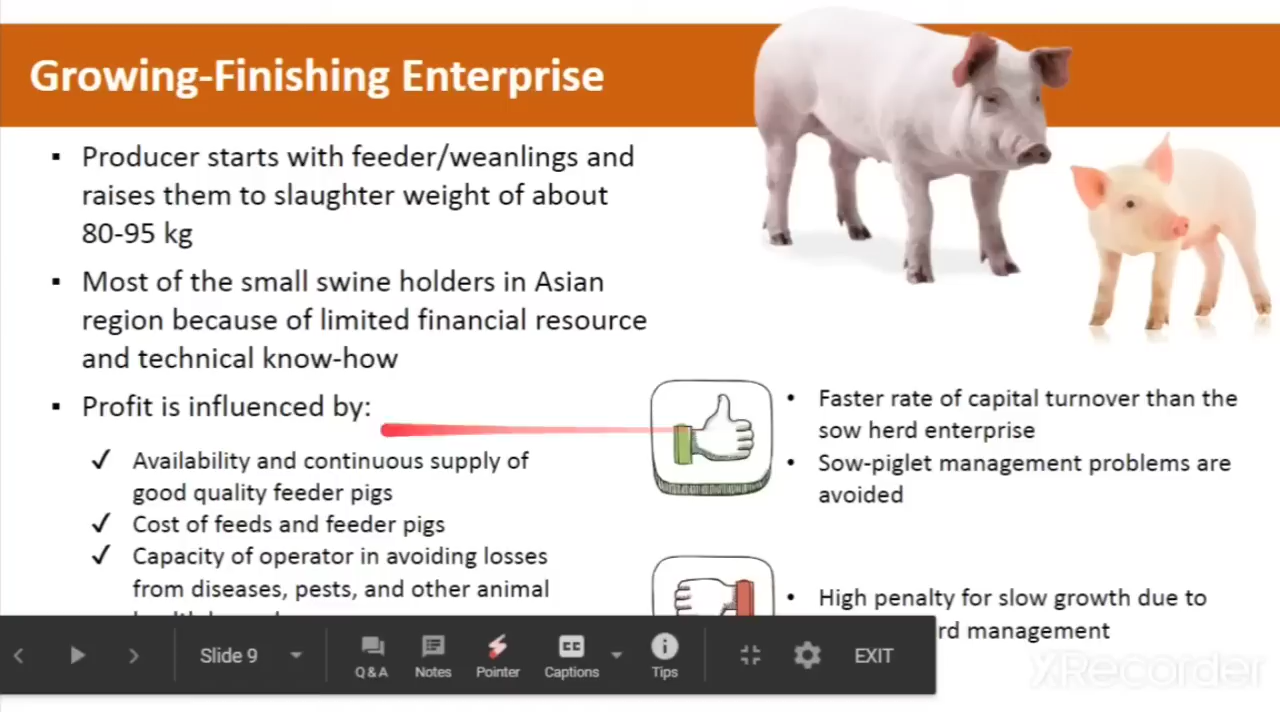 Growing-Finishing Enterprise
▪ Producer starts with feeder/weanlings and
raises them to slaughter weight of about
80-95 kg
▪ Most of the small swine holders in Asian
region because of limited financial resource
and technical know-how
▪ Profit is influenced by:
✓ Availability and continuous supply of
good quality feeder pigs
✓ Cost of feeds and feeder pigs
✓ Capacity of operator in avoiding losses
from diseases, pests, and other animal
• Faster rate of capital turnover than the
sow herd enterprise
• Sow-piglet management problems are
avoided
• High penalty for slow growth due to
rd management
Slide 9
Q&A
Notes
Pointer
CC
Captions
Tips
EXIT
XRecorder